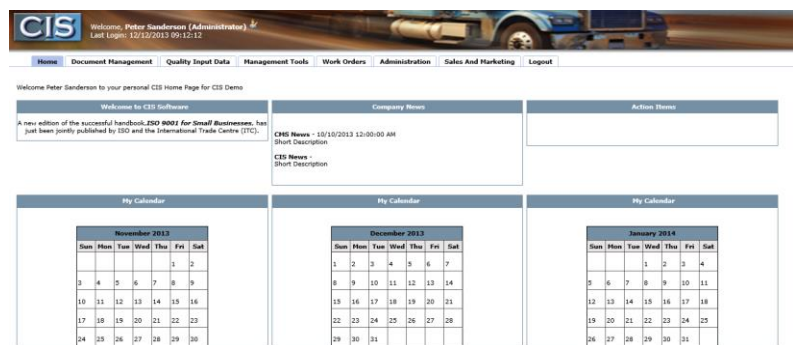 CIS
Welcome, Peter Sanderson (Administrator)
Last Login: 12/12/2013 09:12:12
Home Document Management Quality Input Data Management Tools Work Orders Administration Sales And Marketing Logout
Welcome Peter Sanderson to your personal CIS Home Page for CIS Demo
Welcome to CIS Software
A new edition of the successful handbook,ISO 9001 for Small Businesses. has
just been jointly published by ISO and the International Trade Centre (ITC).
Company News
CMS News - 10/10/2013 12:00:00 AM
Short Description
CIS News -
Short Description
Action Items
My Calendar
November 2013
Sun Mon Tue Wed Thu Fri Sat
1 2
3 4 5 6 7 8 9
10 11 12 13 14 15 16
17 18 19 20 21 22 23
24 25 26 27 28 29 30
My Calendar
December 2013
Sun Mon Tue Wed Thu Fri Sat
1 2 3 4 5 6 7
8 9 10 11 12 13 14
15 16 17 18 19 20 21
22 23 24 25 26 27 28
29 30 31
My Calendar
January 2014
Sun Mon Tue Wed Thu Fri Sat
1 2 3 4
5 6 7 8 9 10 11
12 13 14 15 16 17 18
19 20 21 22 23 24 25
26 27 28 29 30 31